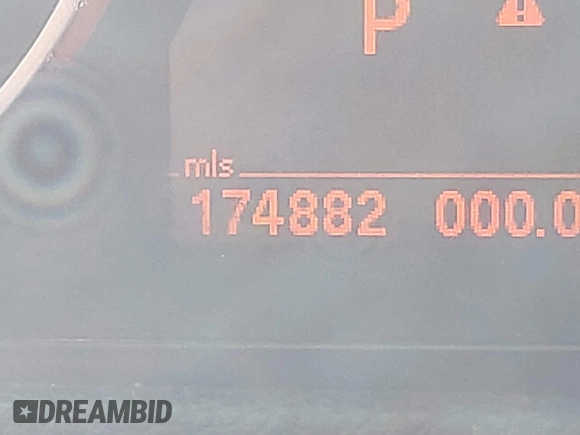 P
mls
174882 000.0
DREAMBID